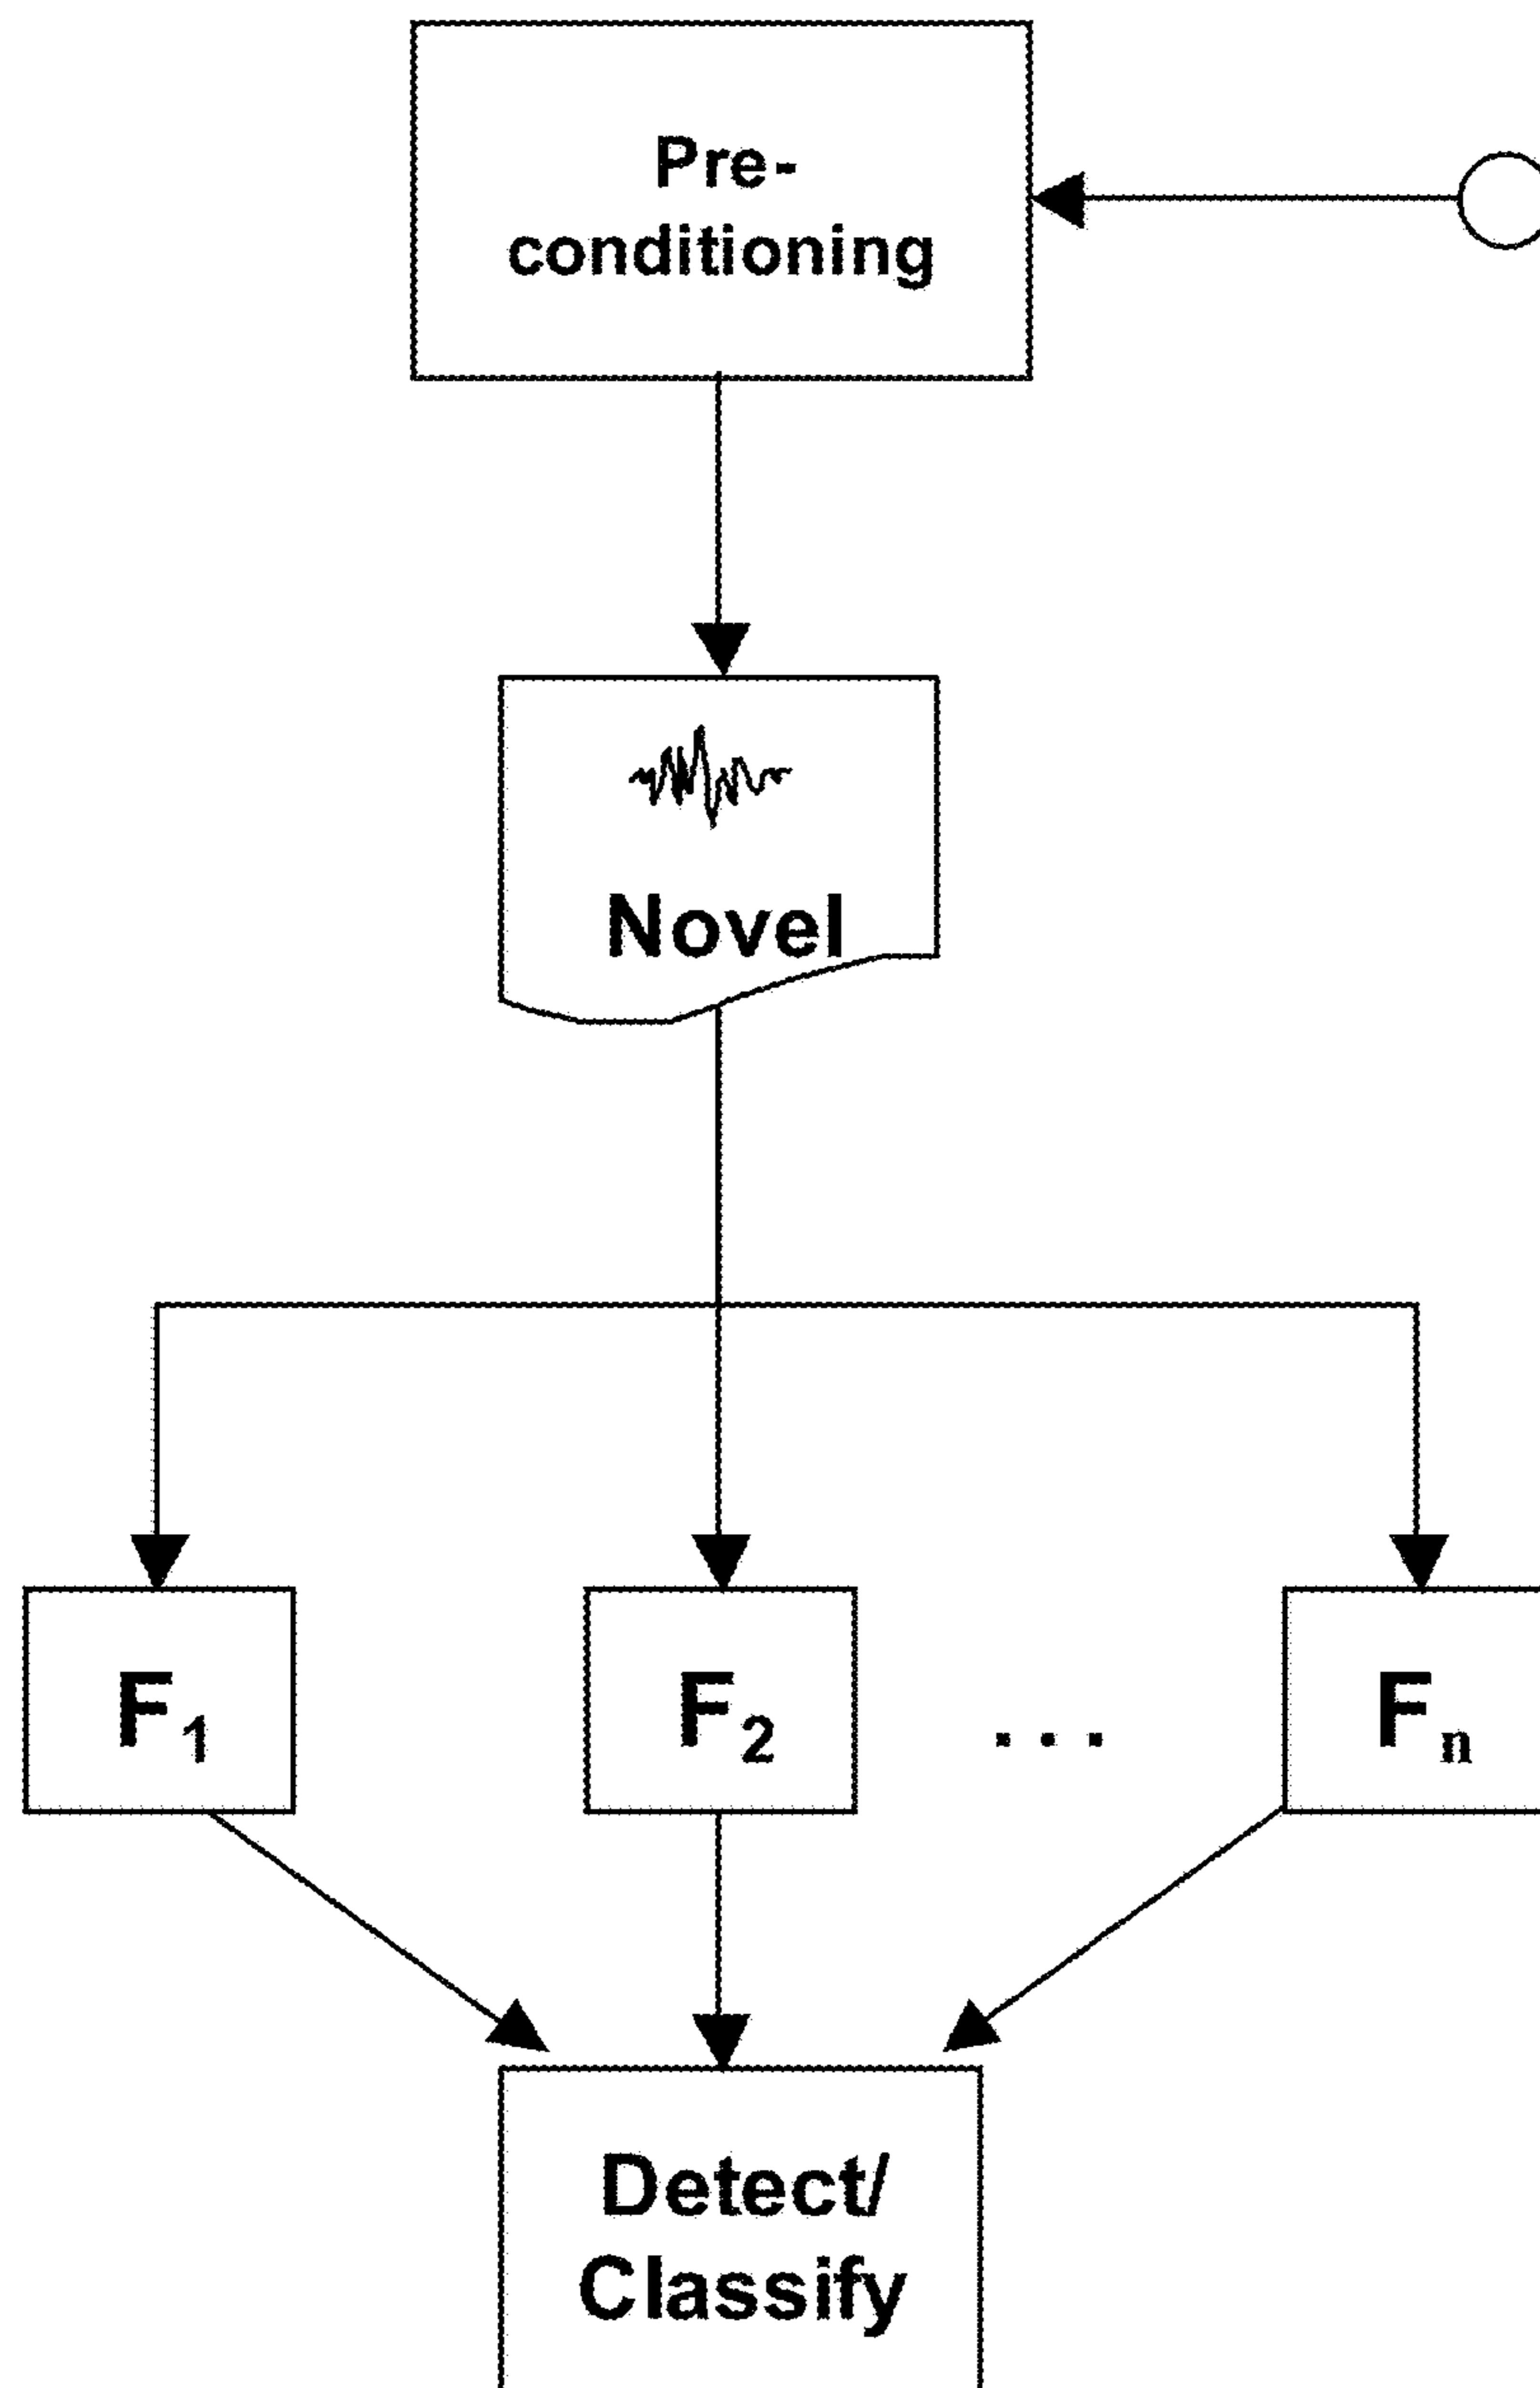 Pre-
conditioning
Novel
F1
F2
...
Fn
Detect/
Classify